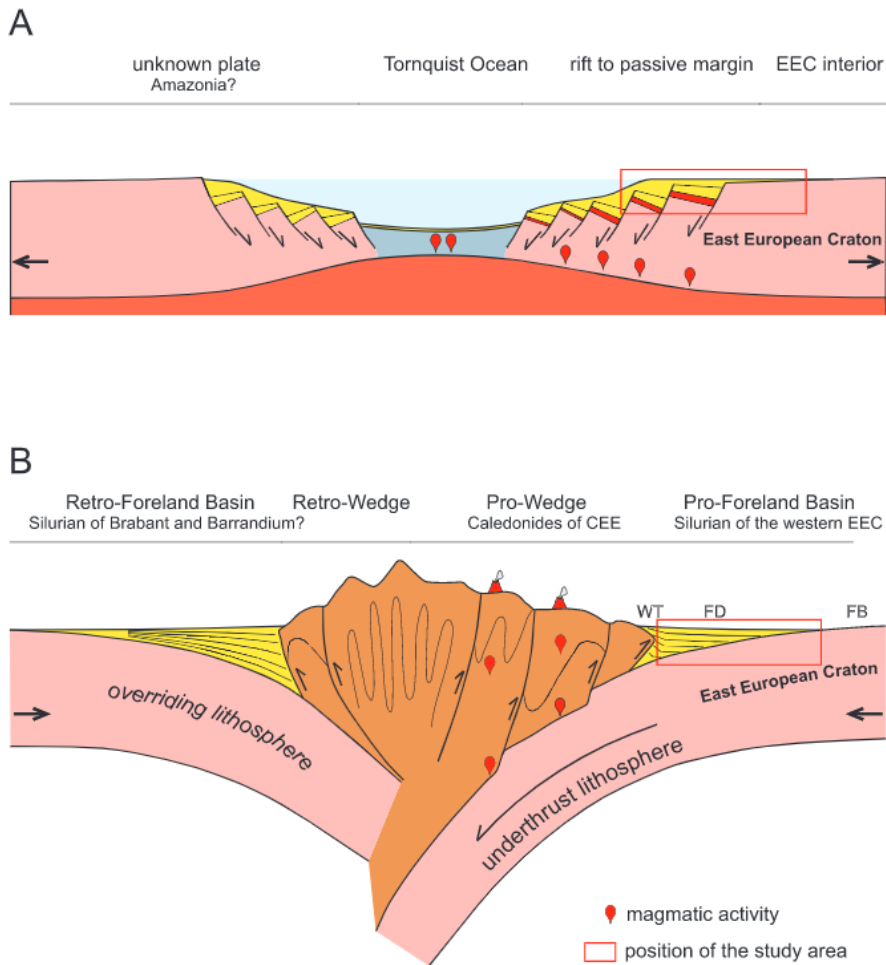 A
unknown plate
Amazonia?
Tornquist Ocean
rift to passive margin
EEC interior
East European Craton
B
Retro-Foreland Basin
Silurian of Brabant and Barrandium?
Retro-Wedge
Pro-Wedge
Caledonides of CEE
Pro-Foreland Basin
Silurian of the western EEC
WT
FD
FB
East European Craton
overriding lithosphere
underthrust lithosphere
magmatic activity
position of the study area